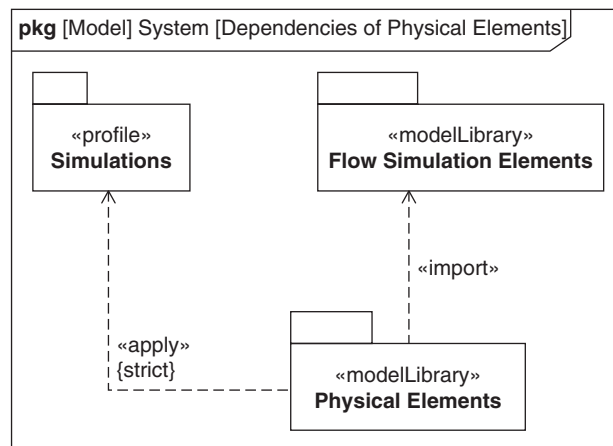 pkg [Model] System [Dependencies of Physical Elements]
«profile»
Simulations
«modelLibrary»
Flow Simulation Elements
«import»
«apply»
{strict}
«modelLibrary»
Physical Elements